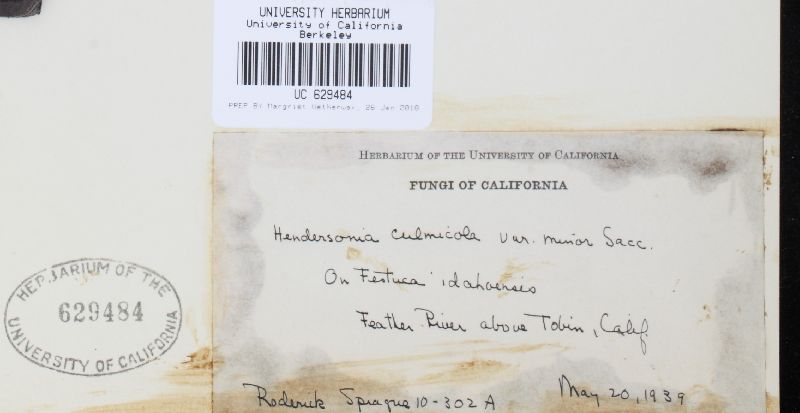 UNIVERSITY HERBARIUM
University of California
Berkeley
UC 629484
PREP BY Margriet Wetherwax, 26 Jan 2010
HERBARIUM OF THE UNIVERSITY OF CALIFORNIA
FUNGI OF CALIFORNIA
Hendersonia culmicola var. minor Sacc.
On Festuca idahoensis
Feather River above Tobin, Calif
Roderick Sprague 10-302 A May 20, 1939
HERBARIUM OF THE
629484
UNIVERSITY OF CALIFORNIA